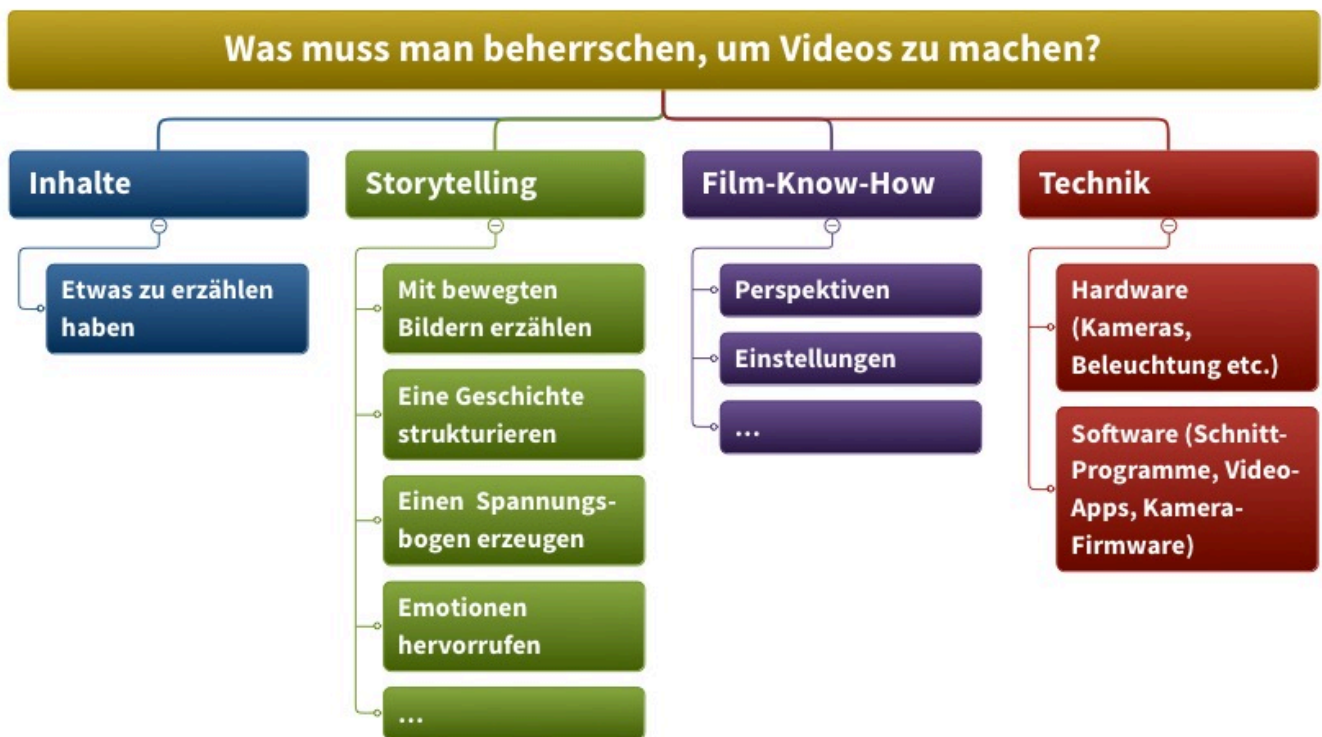 Was muss man beherrschen, um Videos zu machen?
Inhalte
Etwas zu erzählen
haben
Storytelling
Mit bewegten
Bildern erzählen
Eine Geschichte
strukturieren
Einen Spannungs-
bogen erzeugen
Emotionen
hervorrufen
...
Film-Know-How
Perspektiven
Einstellungen
...
Technik
Hardware
(Kameras,
Beleuchtung etc.)
Software (Schnitt-
Programme, Video-
Apps, Kamera-
Firmware)